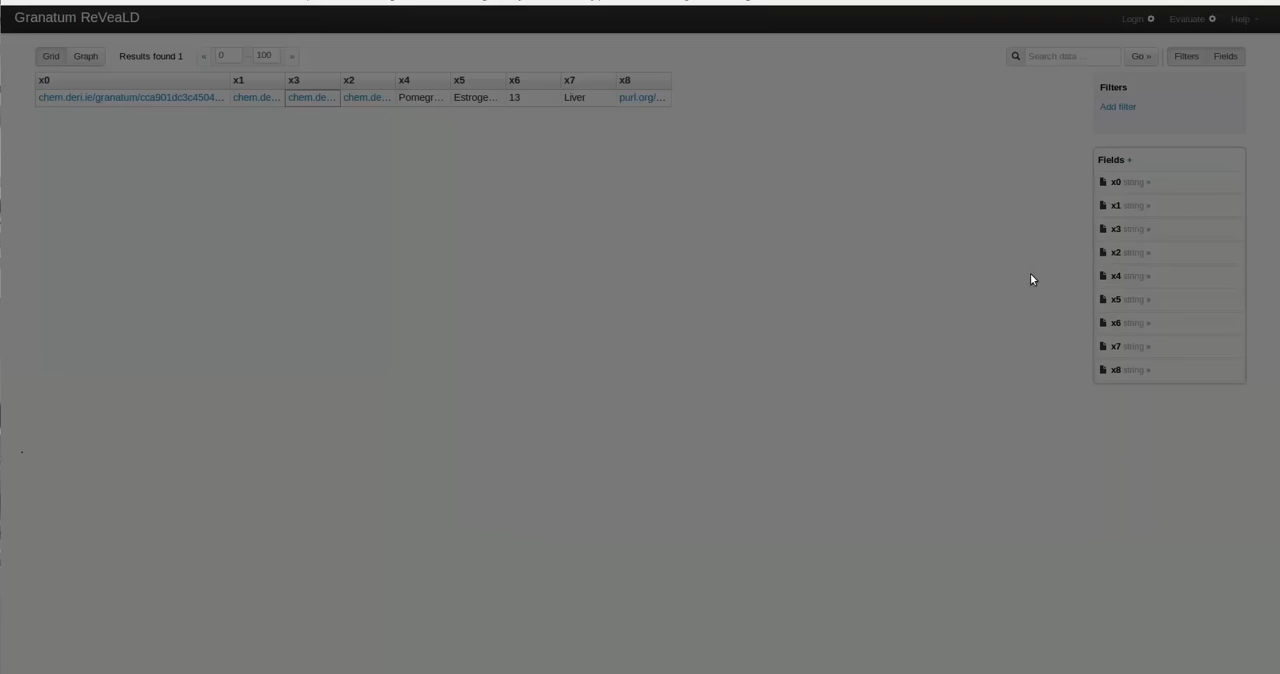 Granatum ReVeaLD Login Evaluate Help
Grid Graph Results found 1 « 0 – 100 » Search data ... Go » Filters Fields
x0 x1 x3 x2 x4 x5 x6 x7 x8
chem.deri.ie/granatum/cca901dc3c4504... chem.de... chem.de... chem.de... Pomegr... Estroge... 13 Liver purl.org/...
Filters
Add filter
Fields +
x0 string »
x1 string »
x3 string »
x2 string »
x4 string »
x5 string »
x6 string »
x7 string »
x8 string »